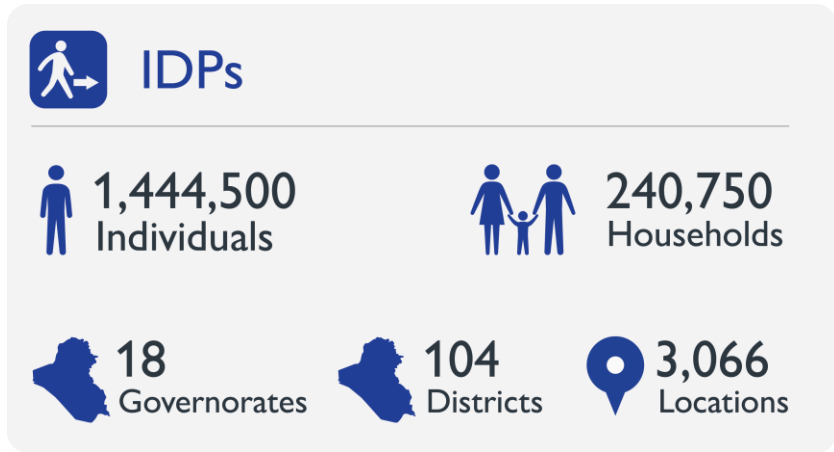 IDPs
1,444,500
Individuals
240,750
Households
18
Governorates
104
Districts
3,066
Locations